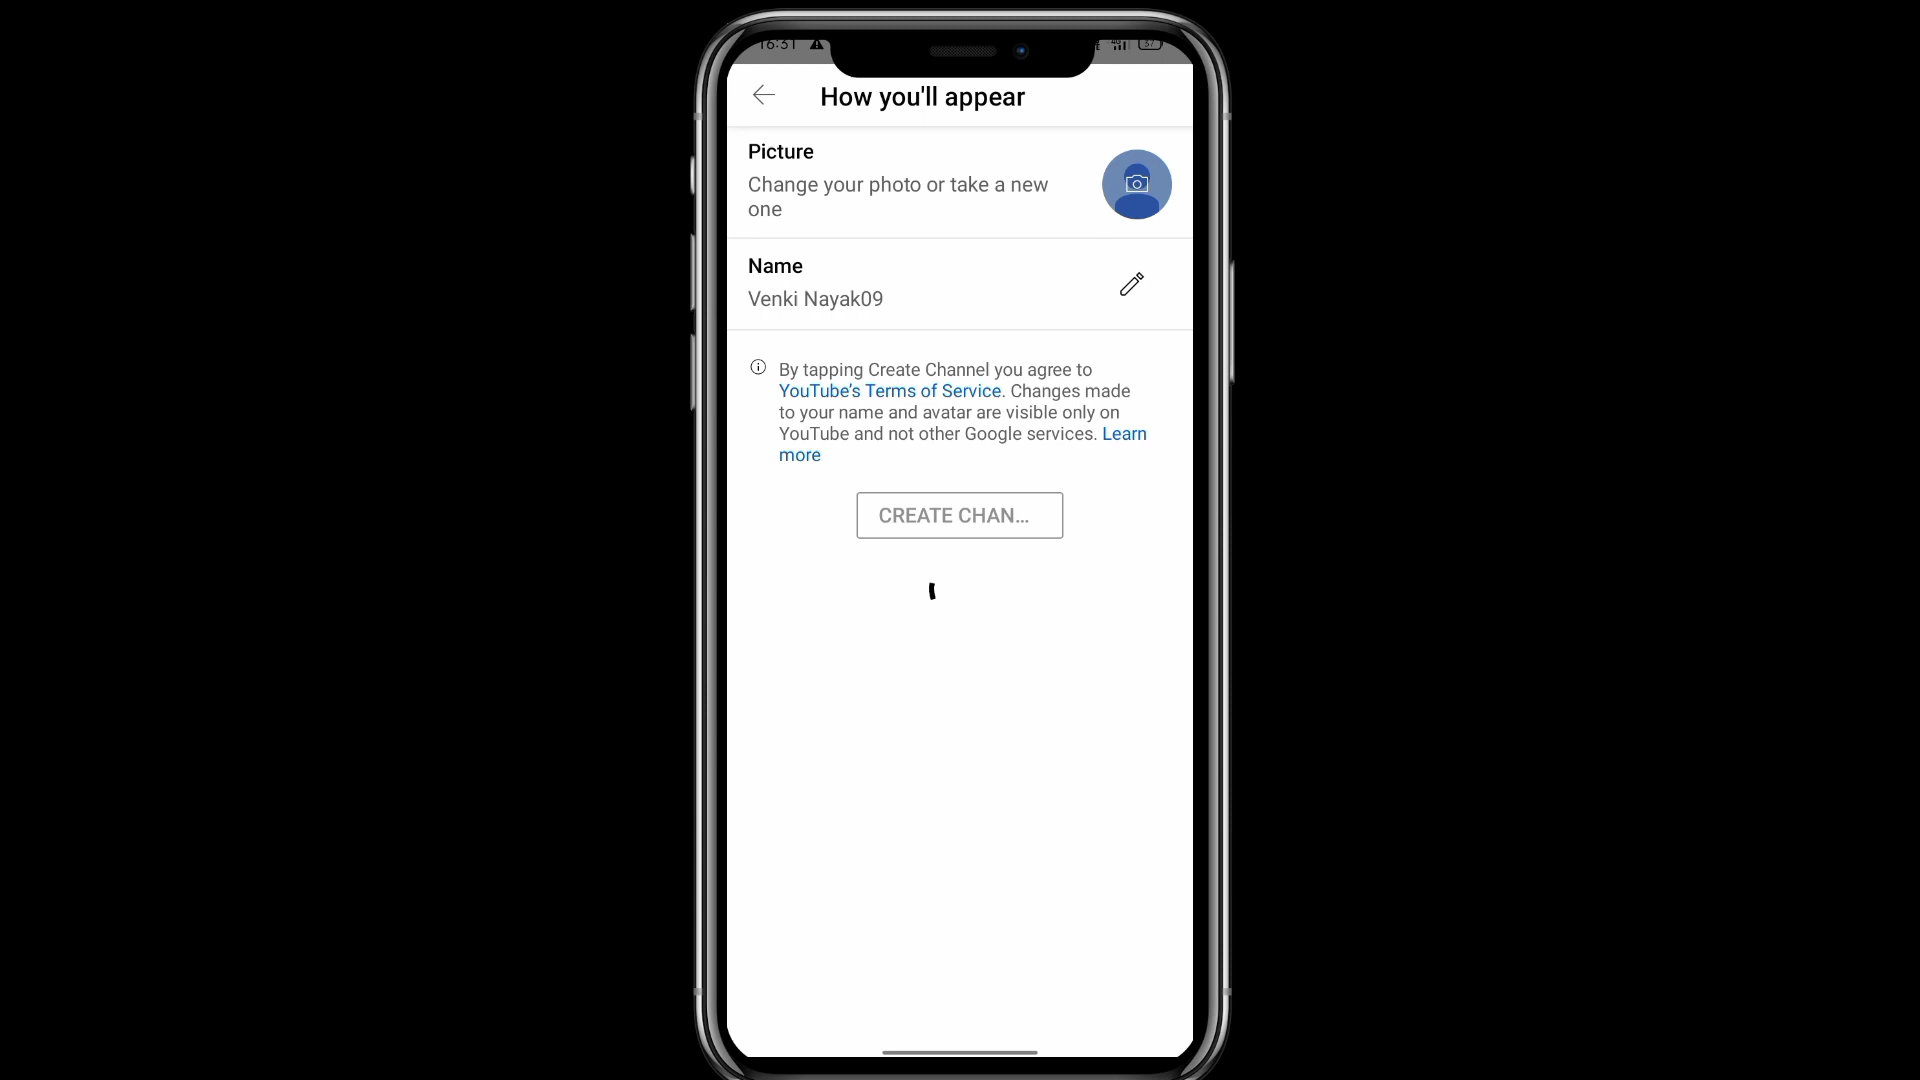 16:31
How you'll appear
Picture
Change your photo or take a new
one
Name
Venki Nayak09
By tapping Create Channel you agree to
YouTube's Terms of Service. Changes made
to your name and avatar are visible only on
YouTube and not other Google services. Learn
more
CREATE CHAN...